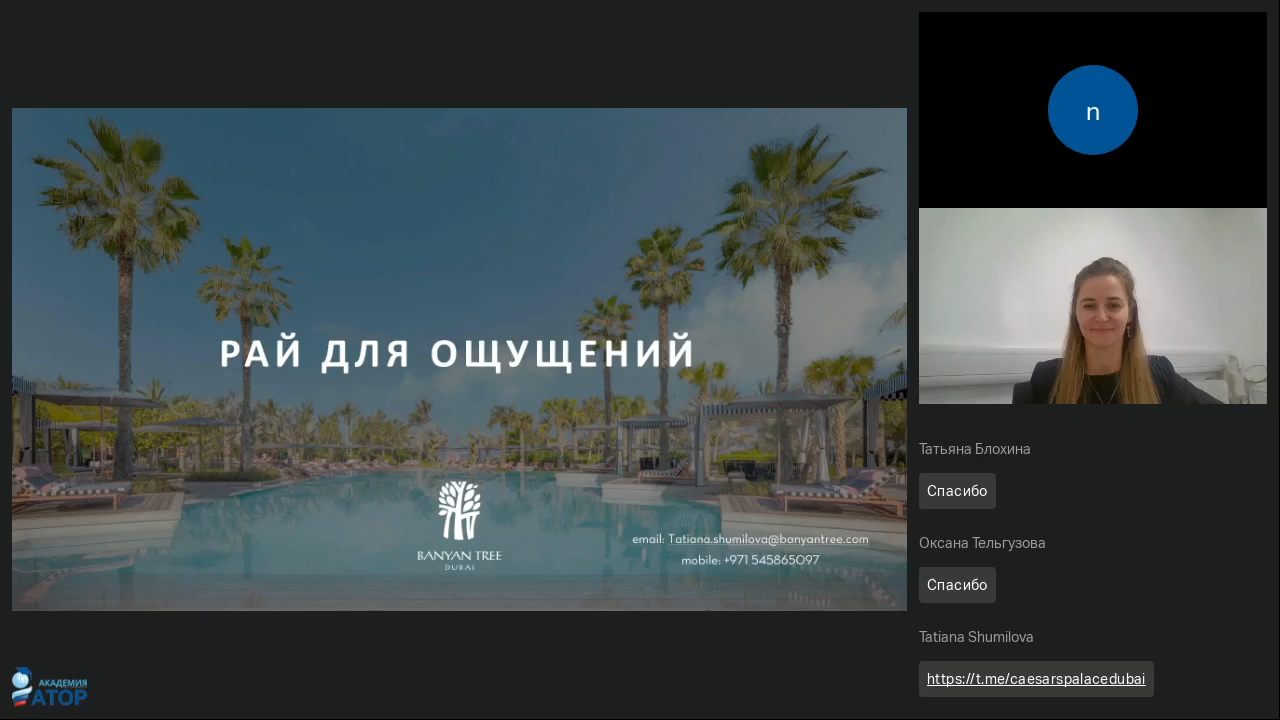 РАЙ ДЛЯ ОЩУЩЕНИЙ
BANYAN TREE
DUBAI
email: Tatiana.shumilova@banyantree.com
mobile: +971 545865097
АКАДЕМИЯ
АТОР
n
Татьяна Блохина
Спасибо
Оксана Тельгузова
Спасибо
Tatiana Shumilova
https://t.me/caesarspalacedubai